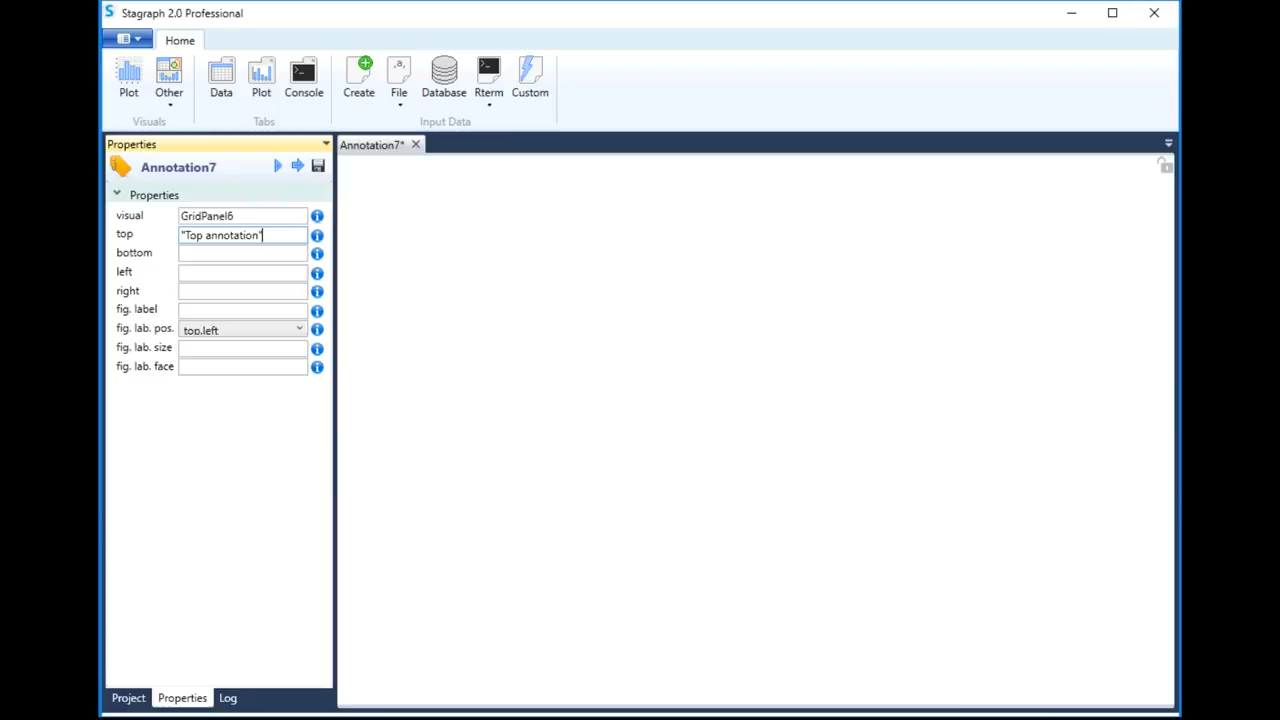 Stagraph 2.0 Professional
Home
Plot Other Data Plot Console Create File Database Rterm Custom
Visuals Tabs Input Data
Properties
Annotation7*
Annotation7
Properties
visual GridPanel6
top "Top annotation"
bottom
left
right
fig. label
fig. lab. pos. top.left
fig. lab. size
fig. lab. face
Project Properties Log